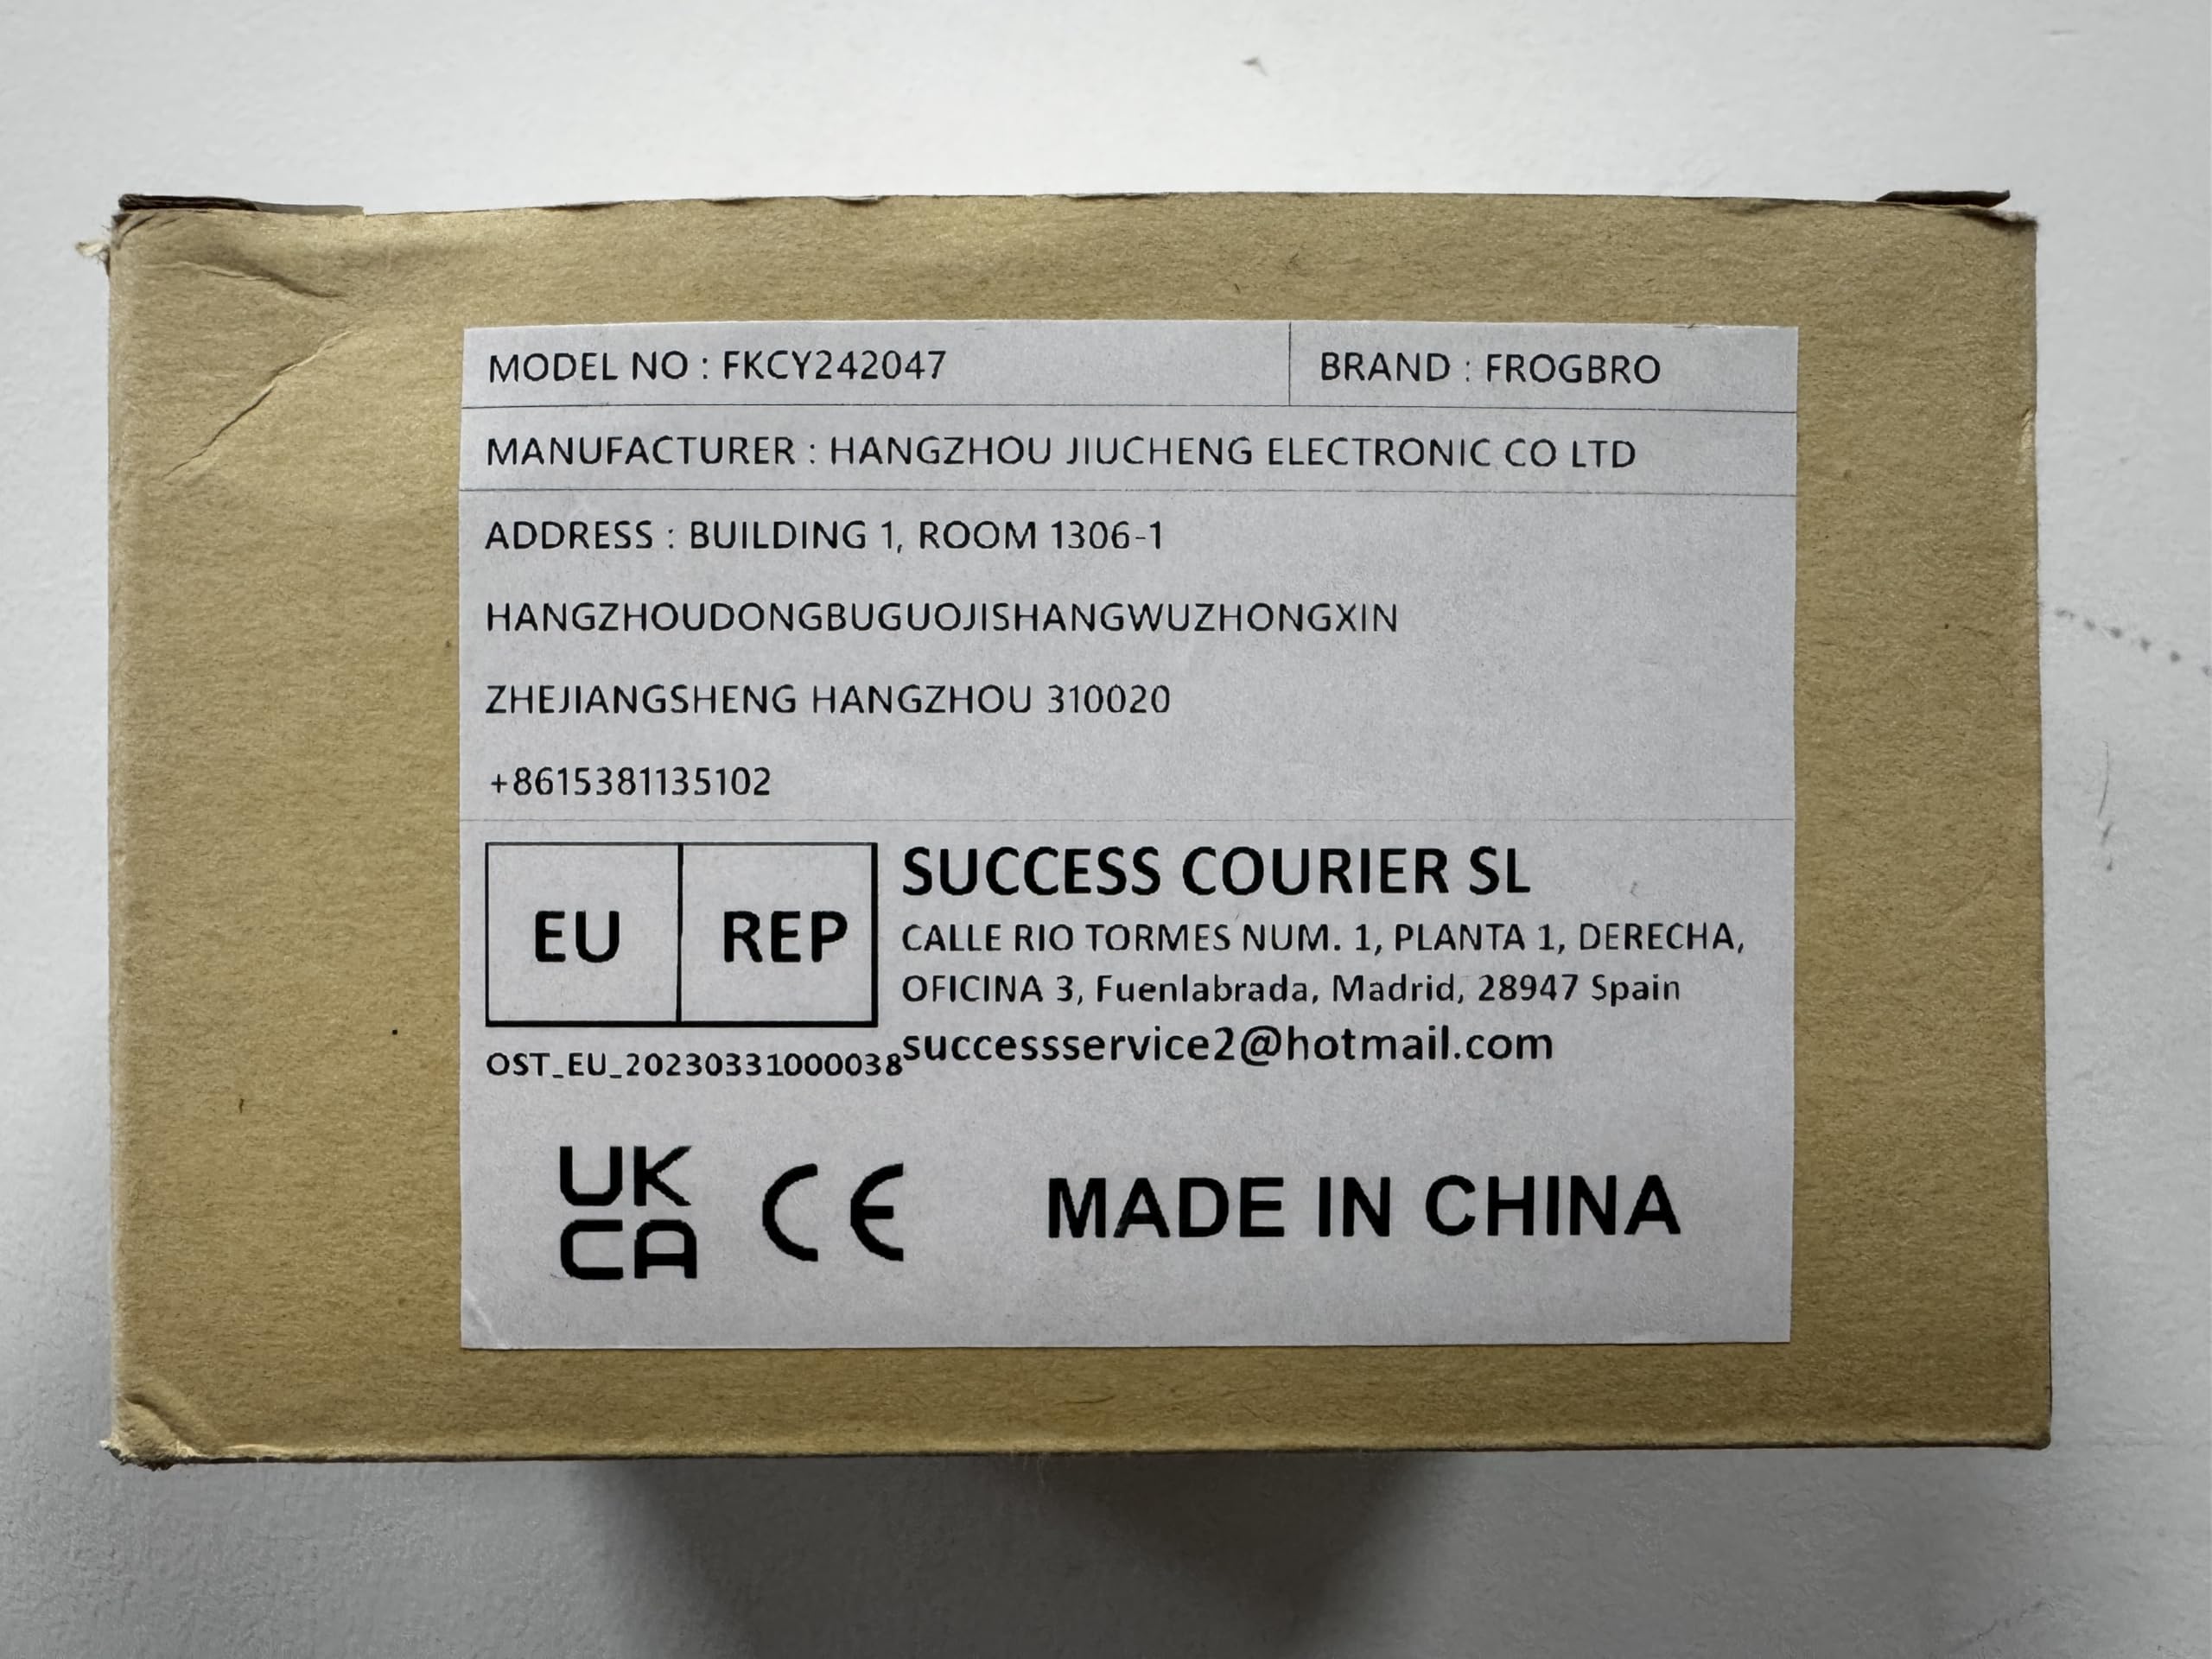 MODEL NO : FKCY242047 BRAND : FROGBRO
MANUFACTURER : HANGZHOU JIUCHENG ELECTRONIC CO LTD
ADDRESS : BUILDING 1, ROOM 1306-1
HANGZHOUDONGBUGUOJISHANGWUZHONGXIN
ZHEJIANGSHENG HANGZHOU 310020
+8615381135102
EU REP
SUCCESS COURIER SL
CALLE RIO TORMES NUM. 1, PLANTA 1, DERECHA,
OFICINA 3, Fuenlabrada, Madrid, 28947 Spain
successservice2@hotmail.com
OST_EU_20230331000038
UK
CA
CE
MADE IN CHINA